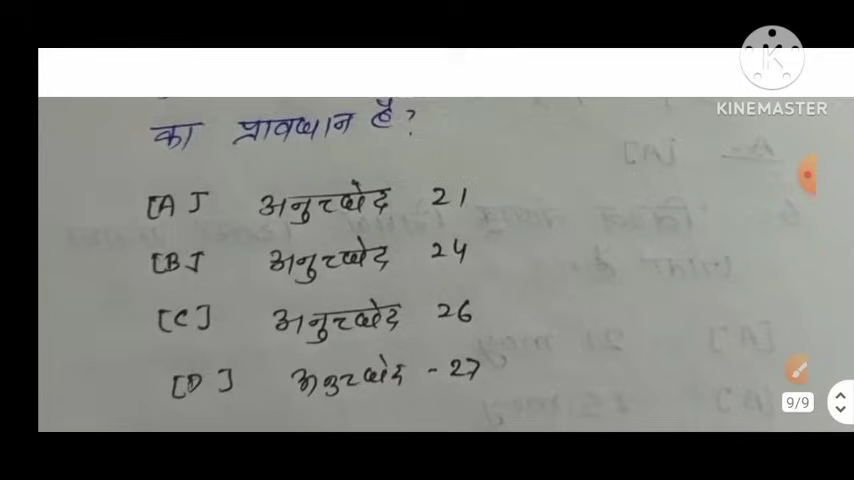 KINEMASTER
का प्रावधान है?
[A] अनुच्छेद 21
[B] अनुच्छेद 24
[C] अनुच्छेद 26
[D] अनुच्छेद - 27
9/9